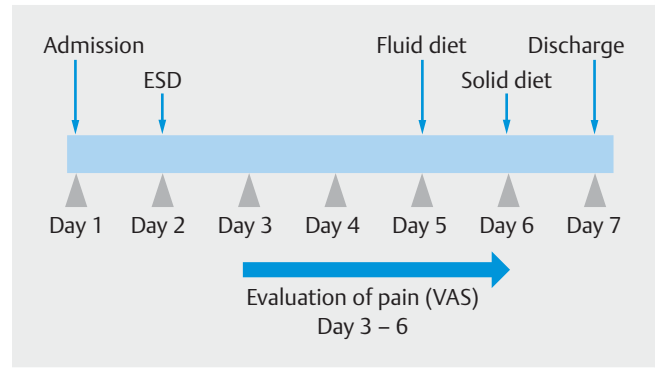 Admission
Fluid diet
Discharge
ESD
Solid diet
Day 1
Day 2
Day 3
Day 4
Day 5
Day 6
Day 7
Evaluation of pain (VAS)
Day 3 – 6